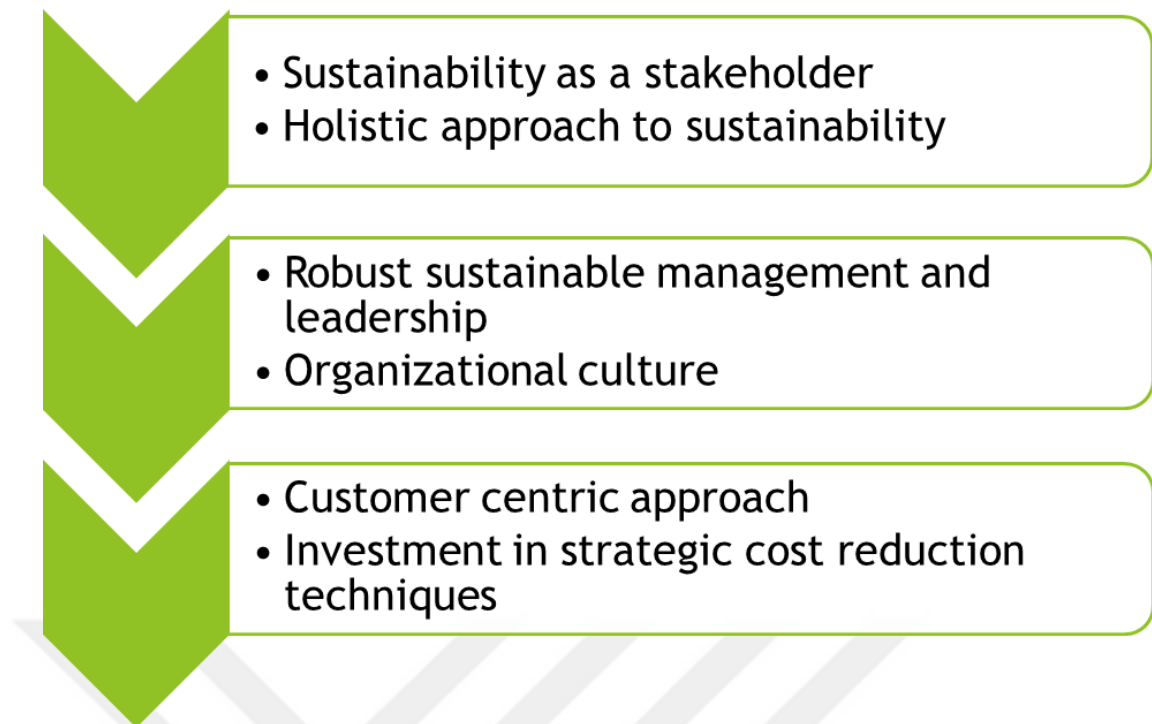 • Sustainability as a stakeholder
• Holistic approach to sustainability
• Robust sustainable management and
leadership
• Organizational culture
• Customer centric approach
• Investment in strategic cost reduction
techniques